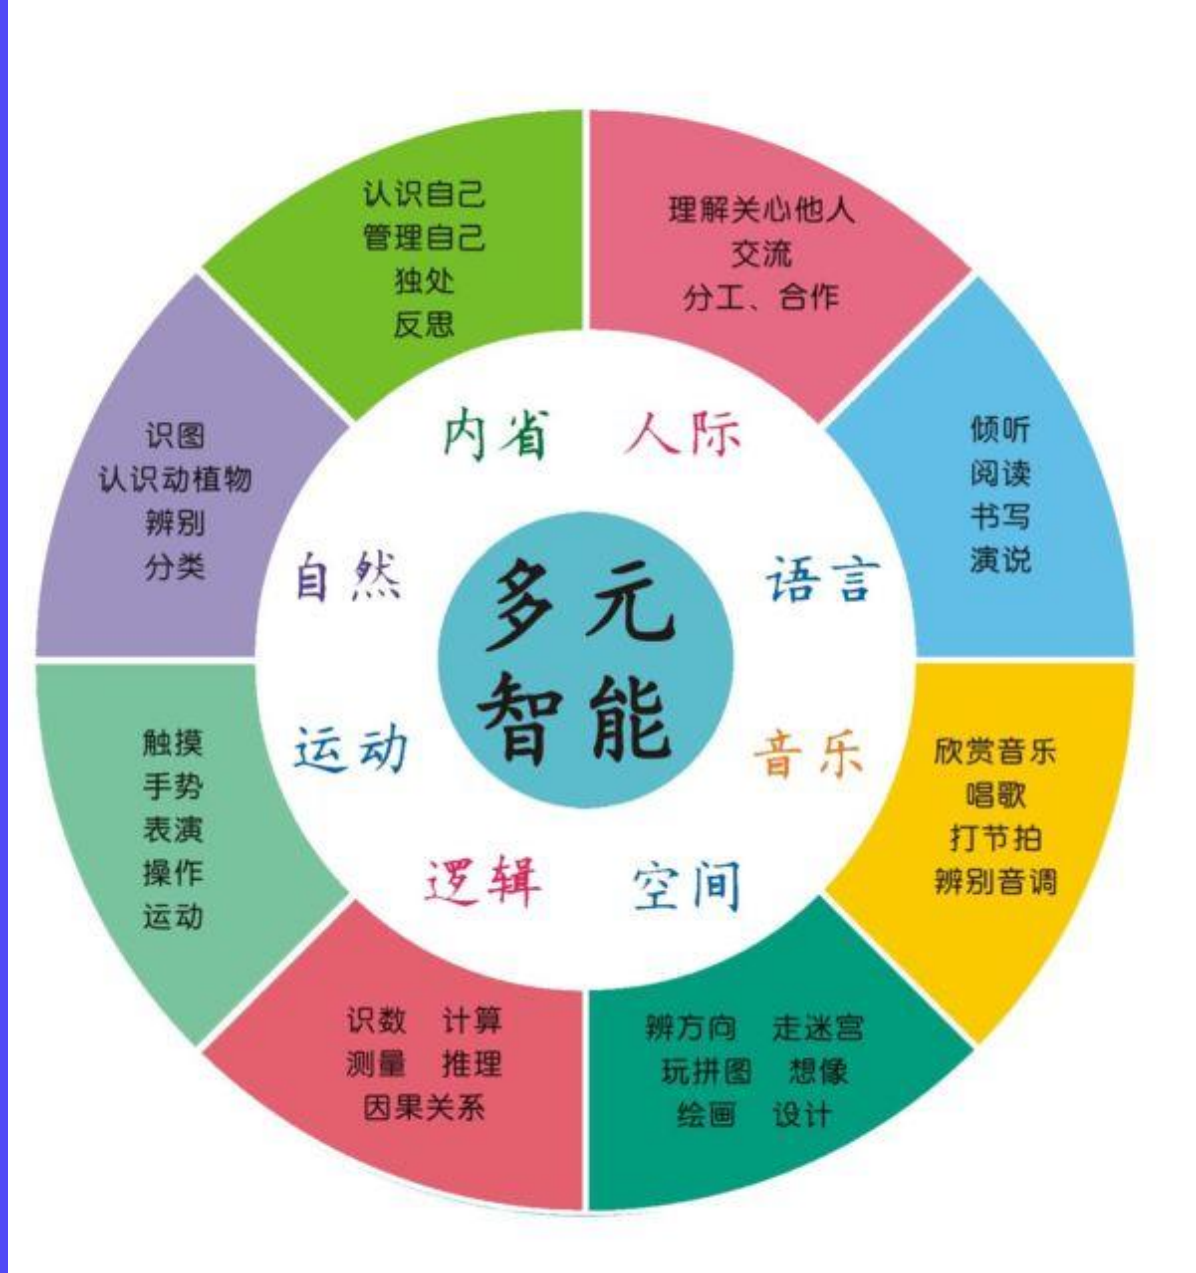 认识自己
管理自己
独处
反思
理解关心他人
交流
分工、合作
倾听
阅读
书写
演说
欣赏音乐
唱歌
打节拍
辨别音调
辨方向 走迷宫
玩拼图 想像
绘画 设计
识数 计算
测量 推理
因果关系
触摸
手势
表演
操作
运动
识图
认识动植物
辨别
分类
内省
人际
语言
音乐
空间
逻辑
运动
自然
多元
智能